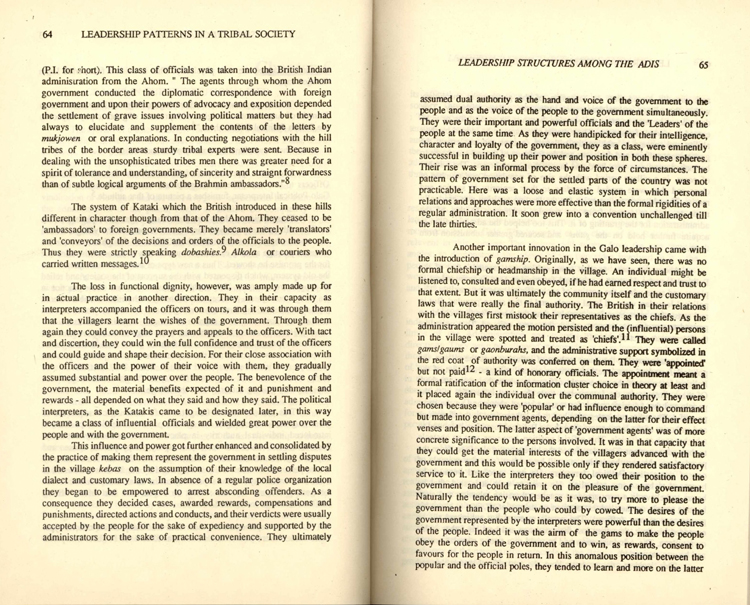 64 LEADERSHIP PATTERNS IN A TRIBAL SOCIETY
(P.I. for short). This class of officials was taken into the British Indian
administration from the Ahom. " The agents through whom the Ahom
government conducted the diplomatic correspondence with foreign
government and upon their powers of advocacy and exposition depended
the settlement of grave issues involving political matters but they had
always to elucidate and supplement the contents of the letters by
mukjowen or oral explanations. In conducting negotiations with the hill
tribes of the border areas sturdy tribal experts were sent. Because in
dealing with the unsophisticated tribes men there was greater need for a
spirit of tolerance and understanding, of sincerity and straignt forwardness
than of subtle logical arguments of the Brahmin ambassadors."8
The system of Kataki which the British introduced in these hills
different in character though from that of the Ahom. They ceased to be
'ambassadors' to foreign governments. They became merely 'translators'
and 'conveyors' of the decisions and orders of the officials to the people.
Thus they were strictly speaking dobashies.9 Alkola or couriers who
carried written messages.10
The loss in functional dignity, however, was amply made up for
in actual practice in another direction. They in their capacity as
interpreters accompanied the officers on tours, and it was through them
that the villagers learnt the wishes of the government. Through them
again they could convey the prayers and appeals to the officers. With tact
and discertion, they could win the full confidence and trust of the officers
and could guide and shape their decision. For their close association with
the officers and the power of their voice with them, they gradually
assumed substantial and power over the people. The benevolence of the
government, the material benefits expected of it and punishment and
rewards - all depended on what they said and how they said. The political
interpreters, as the Katakis came to be designated later, in this way
became a class of influential officials and wielded great power over the
people and with the government.
This influence and power got further enhanced and consolidated by
the practice of making them represent the government in settling disputes
in the village kebas on the assumption of their knowledge of the local
dialect and customary laws. In absence of a regular police organization
they began to be empowered to arrest absconding offenders. As a
consequence they decided cases, awarded rewards, compensations and
punishments, directed actions and conducts, and their verdicts were usually
accepted by the people for the sake of expediency and supported by the
administrators for the sake of practical convenience. They ultimately
LEADERSHIP STRUCTURES AMONG THE ADIS 65
assumed dual authority as the hand and voice of the government to the
people and as the voice of the people to the government simultaneously.
They were their important and powerful officials and the 'Leaders' of the
people at the same time. As they were handipicked for their intelligence,
character and loyalty of the government, they as a class, were eminently
successful in building up their power and position in both these spheres.
Their rise was an informal process by the force of circumstances. The
pattern of government set for the settled parts of the country was not
practicable. Here was a loose and elastic system in which personal
relations and approaches were more effective than the formal rigidities of a
regular administration. It soon grew into a convention unchallenged till
the late thirties.
Another important innovation in the Galo leadership came with
the introduction of gamship. Originally, as we have seen, there was no
formal chiefship or headmanship in the village. An individual might be
listened to, consulted and even obeyed, if he had earned respect and trust to
that extent. But it was ultimately the community itself and the customary
laws that were really the final authority. The British in their relations
with the villages first mistook their representatives as the chiefs. As the
administration appeared the motion persisted and the (influential) persons
in the village were spotted and treated as 'chiefs'.11 They were called
gams/gaums or gaonburahs, and the administrative support symbolized in
the red coat of authority was conferred on them. They were 'appointed'
but not paid12 - a kind of honorary officials. The appointment meant a
formal ratification of the information cluster choice in theory at least and
it placed again the individual over the communal authority. They were
chosen because they were 'popular' or had influence enough to command
but made into government agents, depending on the latter for their effect
venses and position. The latter aspect of 'government agents' was of more
concrete significance to the persons involved. It was in that capacity that
they could get the material interests of the villagers advanced with the
government and this would be possible only if they rendered satisfactory
service to it. Like the interpreters they too owed their position to the
government and could retain it on the pleasure of the government.
Naturally the tendency would be as it was, to try more to please the
government than the people who could by cowed. The desires of the
government represented by the interpreters were powerful than the desires
of the people. Indeed it was the airm of the gams to make the people
obey the orders of the government and to win, as rewards, consent to
favours for the people in return. In this anomalous position between the
popular and the official poles, they tended to learn and more on the latter